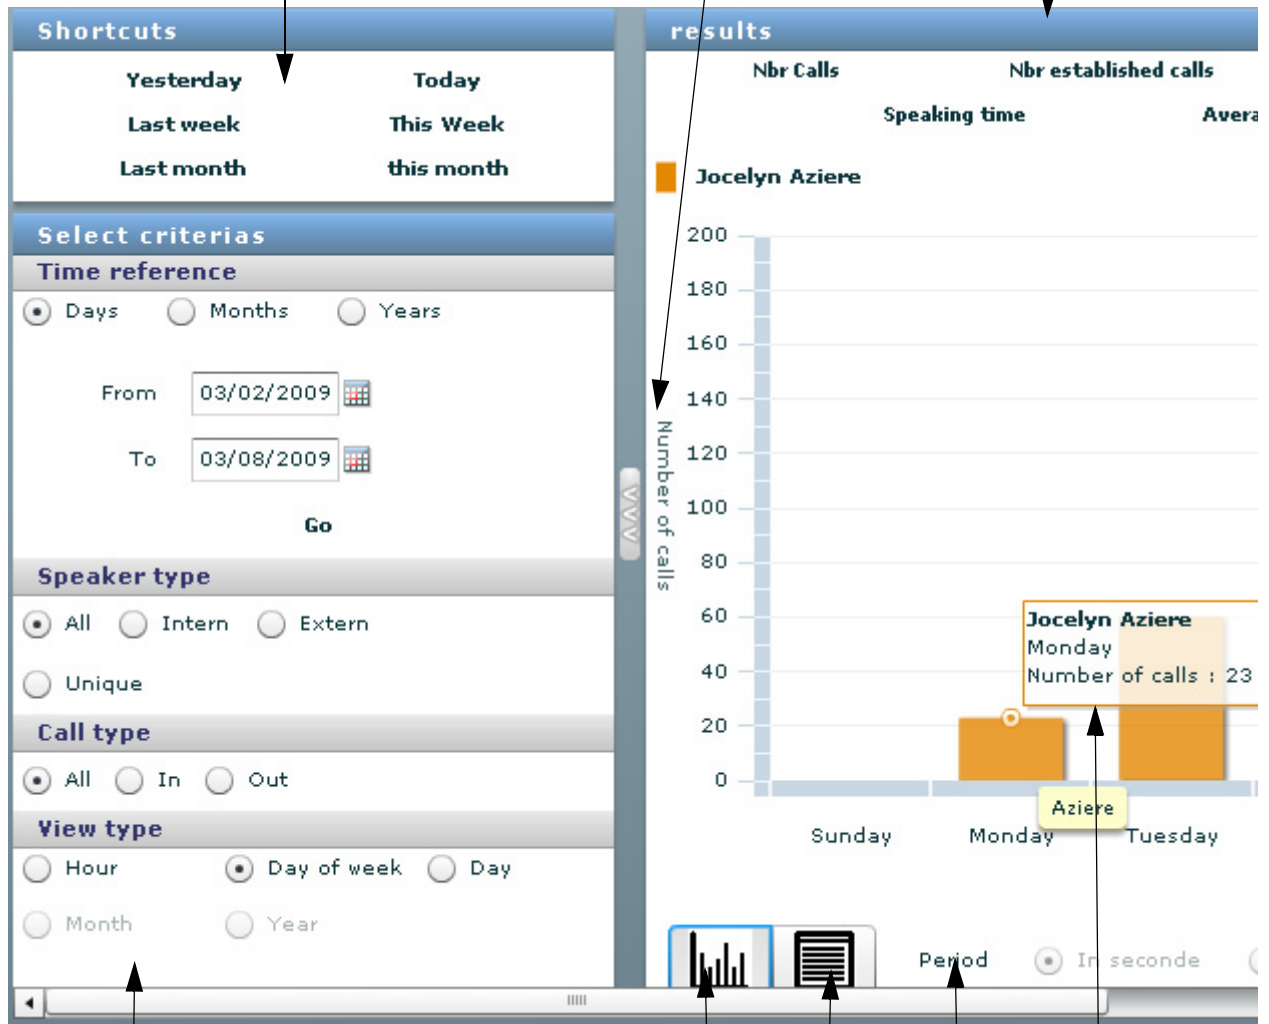 Shortcuts
Yesterday Today
Last week This Week
Last month this month
Select criterias
Time reference
Days Months Years
From 03/02/2009
To 03/08/2009
Go
Speaker type
All Intern Extern
Unique
Call type
All In Out
View type
Hour Day of week Day
Month Year
results
Nbr Calls Nbr established calls
Speaking time Avera
Jocelyn Aziere
200
180
160
140
120
100
80
60
40
20
0
Number of calls
Jocelyn Aziere
Monday
Number of calls : 23
Aziere
Sunday Monday Tuesday
Period In seconde